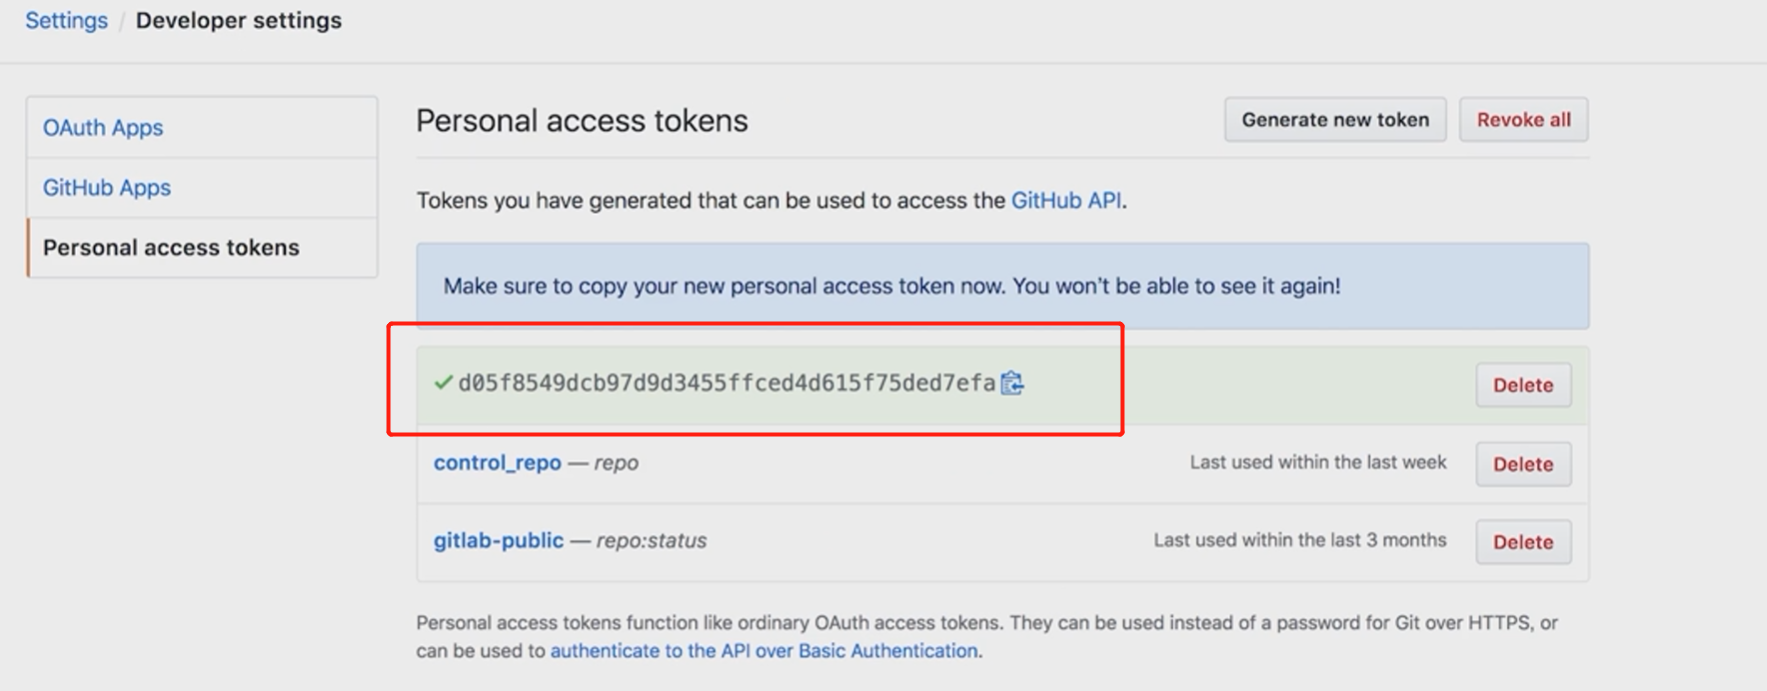 Settings / Developer settings
OAuth Apps
GitHub Apps
Personal access tokens
Personal access tokens
Generate new token
Revoke all
Tokens you have generated that can be used to access the GitHub API.
Make sure to copy your new personal access token now. You won't be able to see it again!
d05f8549dcb97d9d3455ffced4d615f75ded7efa
Delete
control_repo — repo
Last used within the last week
Delete
gitlab-public — repo:status
Last used within the last 3 months
Delete
Personal access tokens function like ordinary OAuth access tokens. They can be used instead of a password for Git over HTTPS, or
can be used to authenticate to the API over Basic Authentication.